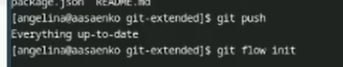 package.json README.md
[angelina@aasaenko git-extended]$ git push
Everything up-to-date
[angelina@aasaenko git-extended]$ git flow init